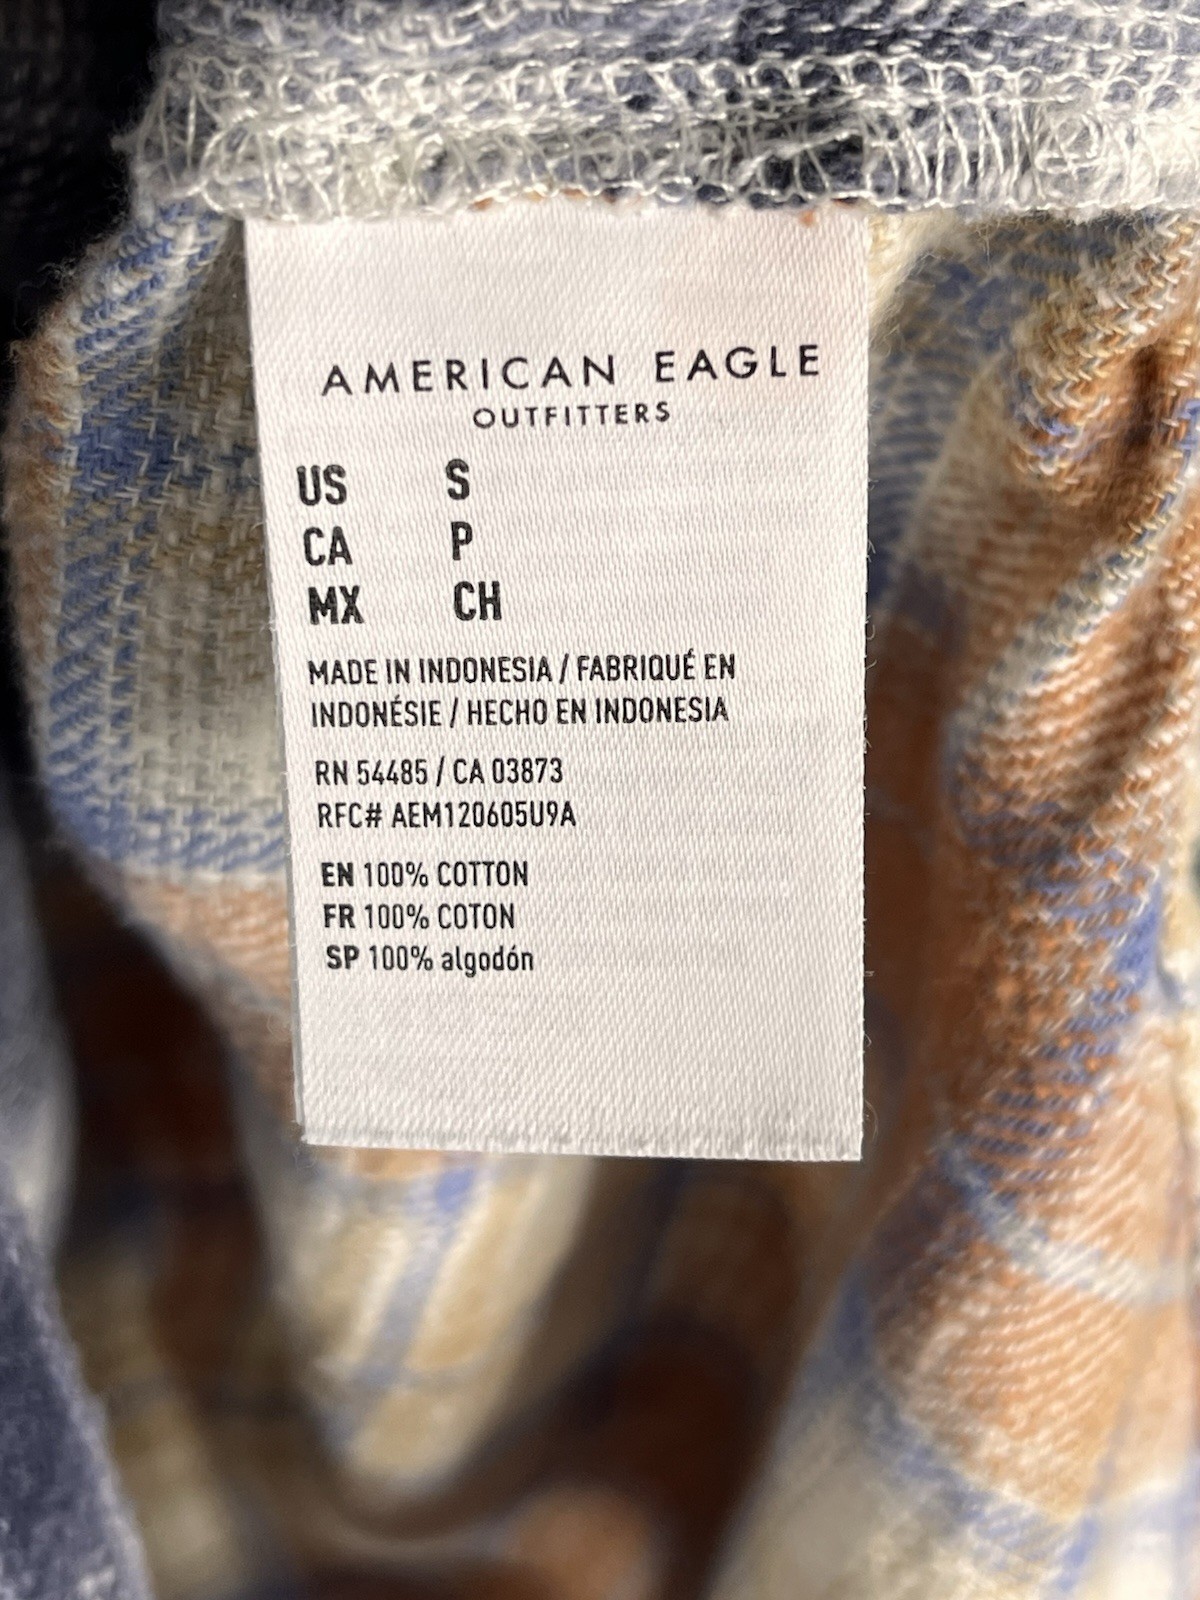 AMERICAN EAGLE
OUTFITTERS
US S
CA P
MX CH
MADE IN INDONESIA / FABRIQUÉ EN
INDONÉSIE / HECHO EN INDONESIA
RN 54485 / CA 03873
RFC# AEM120605U9A
EN 100% COTTON
FR 100% COTON
SP 100% algodón